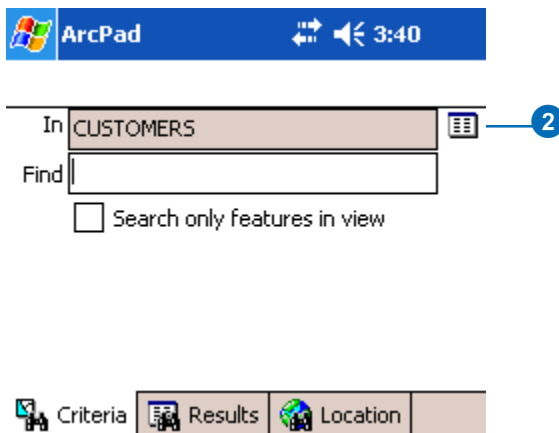 ArcPad 3:40
In CUSTOMERS
2
Find
Search only features in view
Criteria Results Location